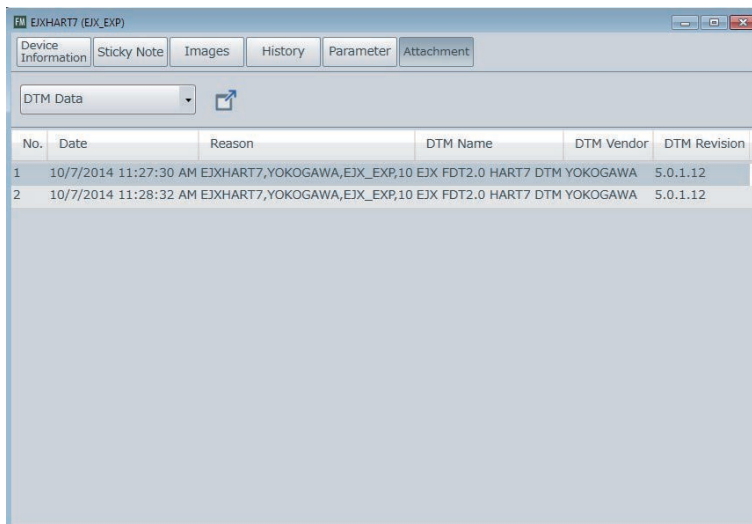 FM EJXHART7 (EJX_EXP)
Device Information Sticky Note Images History Parameter Attachment
DTM Data
No. Date Reason DTM Name DTM Vendor DTM Revision
1 10/7/2014 11:27:30 AM EJXHART7,YOKOGAWA,EJX_EXP,10 EJX FDT2.0 HART7 DTM YOKOGAWA 5.0.1.12
2 10/7/2014 11:28:32 AM EJXHART7,YOKOGAWA,EJX_EXP,10 EJX FDT2.0 HART7 DTM YOKOGAWA 5.0.1.12